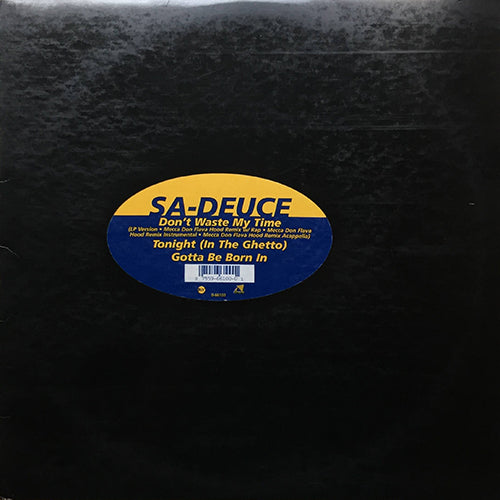 SA-DEUCE
Don't Waste My Time
(LP Version • Mecca Don Flava Hood Remix W/ Rap • Mecca Don Flava
Hood Remix Instrumental • Mecca Don Flava Hood Remix Acappella)
Tonight (In The Ghetto)
Gotta Be Born In